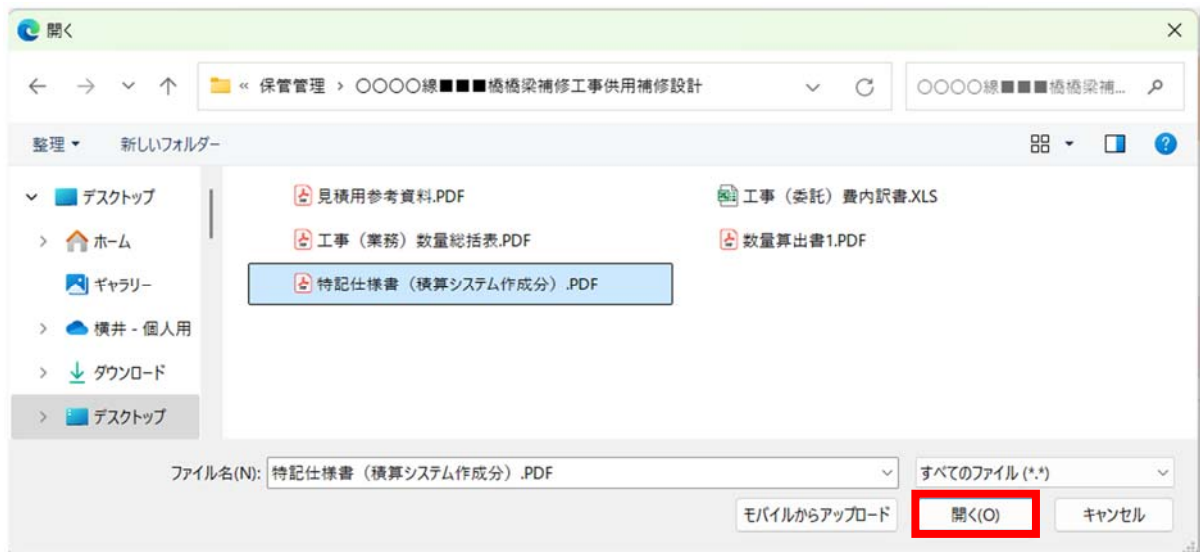 開く
« 保管管理 › 〇〇〇〇線■■■橋橋梁補修工事供用補修設計
〇〇〇〇線■■■橋橋梁補...
整理 新しいフォルダー
デスクトップ
ホーム
ギャラリー
横井 - 個人用
ダウンロード
デスクトップ
見積用参考資料.PDF
工事（委託）費内訳書.XLS
工事（業務）数量総括表.PDF
数量算出書1.PDF
特記仕様書（積算システム作成分）.PDF
ファイル名(N): 特記仕様書（積算システム作成分）.PDF
すべてのファイル (*.*)
モバイルからアップロード
開く(O)
キャンセル